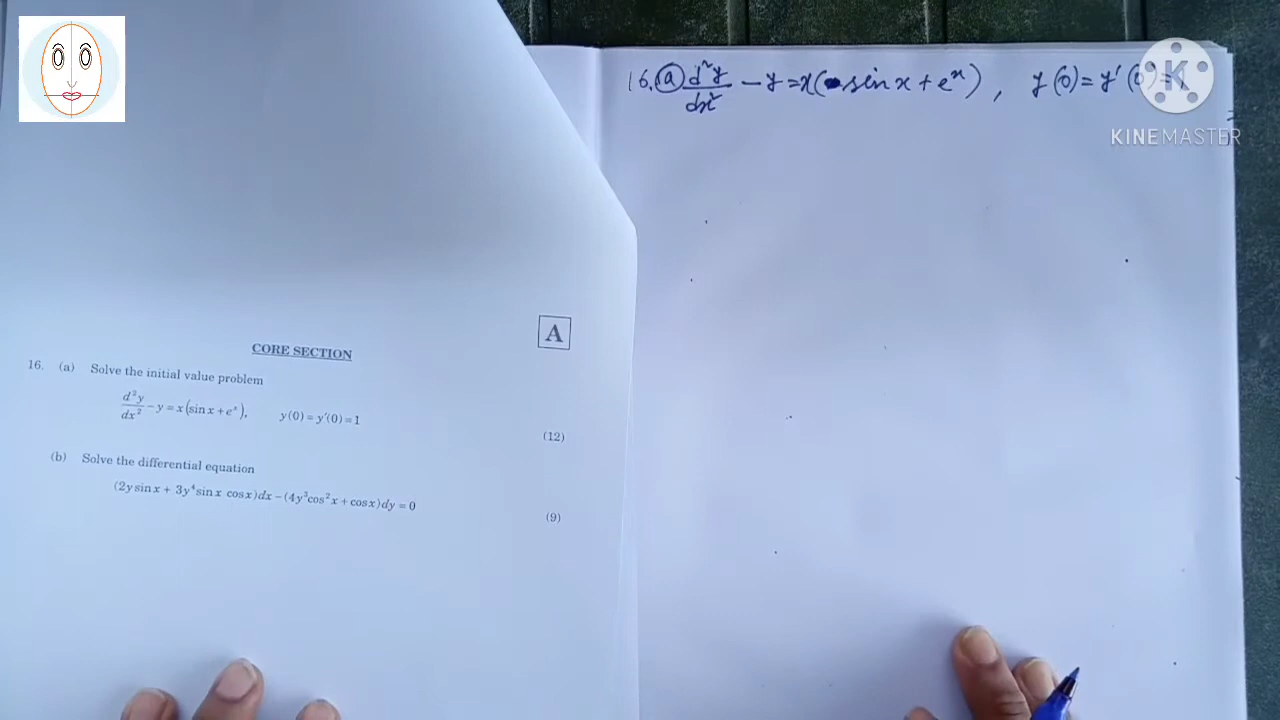 16. (a) d²y/dx² - y = x(sin x + eˣ), y(0) = y'(0) = 1
KINEMASTER
A
CORE SECTION
16. (a) Solve the initial value problem
d²y/dx² - y = x(sin x + eˣ), y(0) = y'(0) = 1
(12)
(b) Solve the differential equation
(2y sin x + 3y⁴ sin x cos x)dx - (4y³cos²x + cos x)dy = 0
(9)